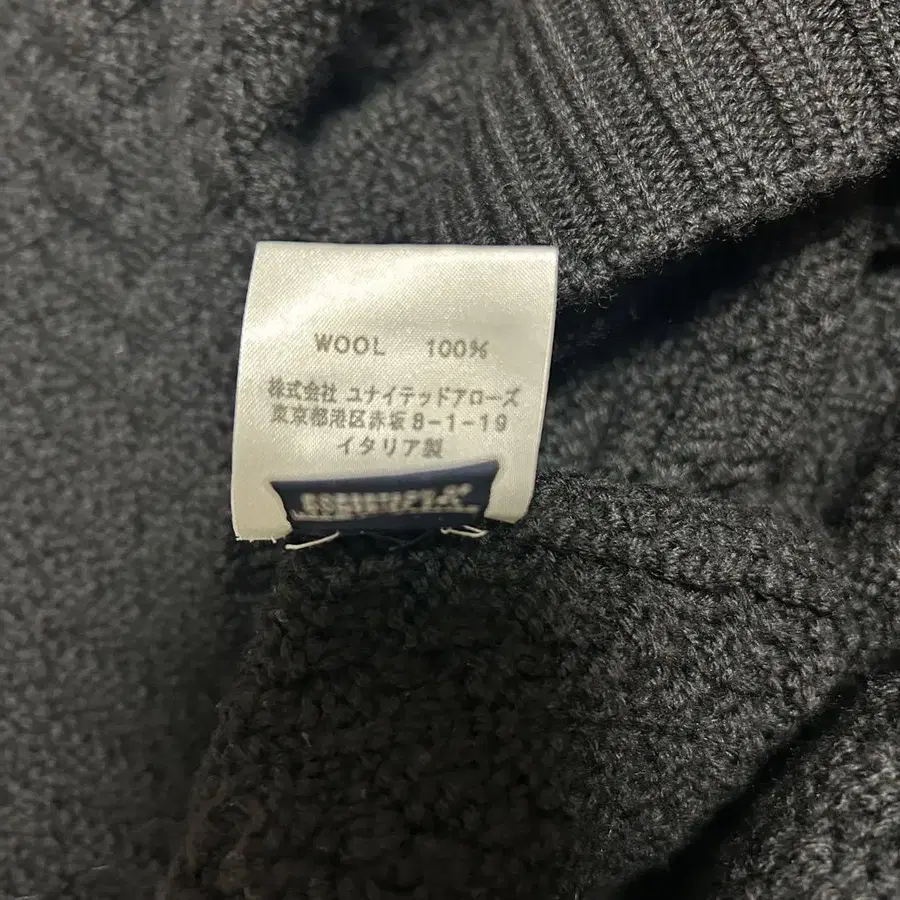 WOOL 100%
株式会社 ユナイテッドアローズ
東京都港区赤坂8-1-19
イタリア製